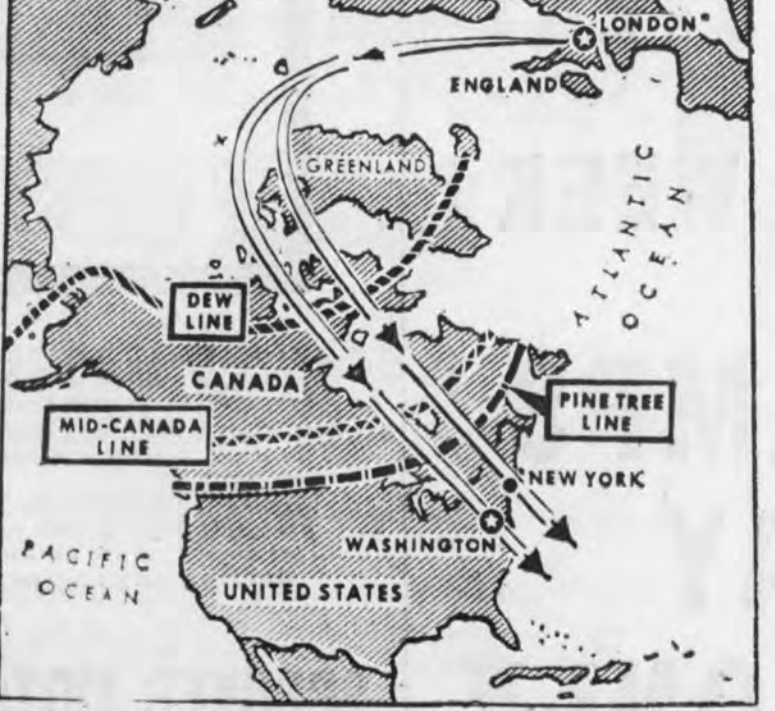 LONDON*
ENGLAND
GREENLAND
ATLANTIC
OCEAN
DEW
LINE
CANADA
PINE TREE
LINE
MID-CANADA
LINE
NEW YORK
WASHINGTON
PACIFIC
OCEAN
UNITED STATES